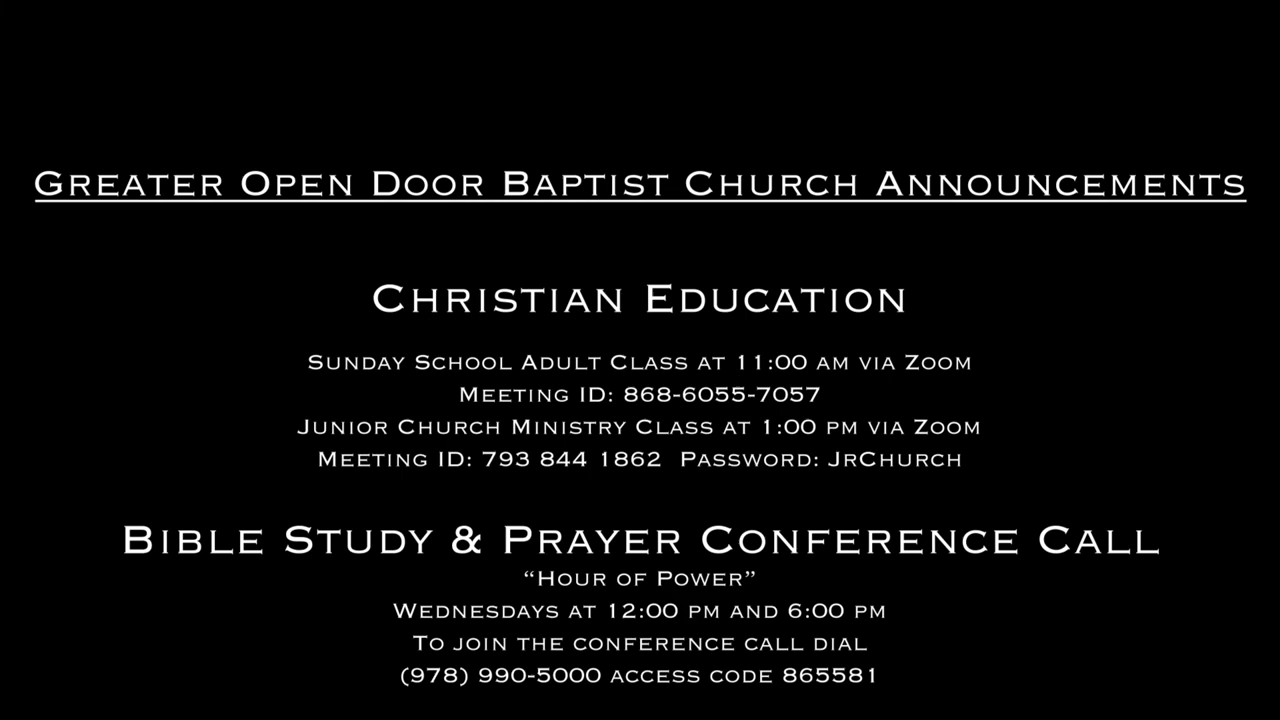 Greater Open Door Baptist Church Announcements
Christian Education
Sunday School Adult Class at 11:00 am via Zoom
Meeting ID: 868-6055-7057
Junior Church Ministry Class at 1:00 pm via Zoom
Meeting ID: 793 844 1862  Password: JrChurch
Bible Study & Prayer Conference Call
“Hour of Power”
Wednesdays at 12:00 pm and 6:00 pm
To join the conference call dial
(978) 990-5000 access code 865581